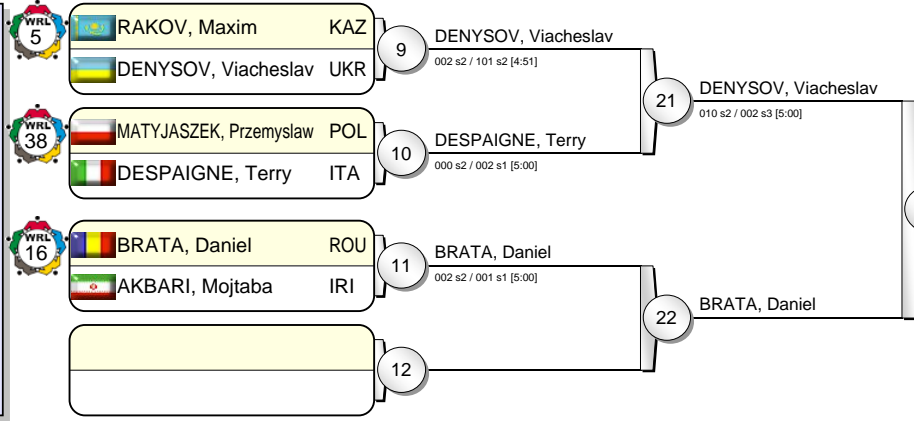 WRL
5
RAKOV, Maxim KAZ
DENYSOV, Viacheslav UKR
9
DENYSOV, Viacheslav
002 s2 / 101 s2 [4:51]
21
DENYSOV, Viacheslav
010 s2 / 002 s3 [5:00]
WRL
38
MATYJASZEK, Przemyslaw POL
DESPAIGNE, Terry ITA
10
DESPAIGNE, Terry
000 s2 / 002 s1 [5:00]
WRL
16
BRATA, Daniel ROU
AKBARI, Mojtaba IRI
11
BRATA, Daniel
002 s2 / 001 s1 [5:00]
22
BRATA, Daniel
12